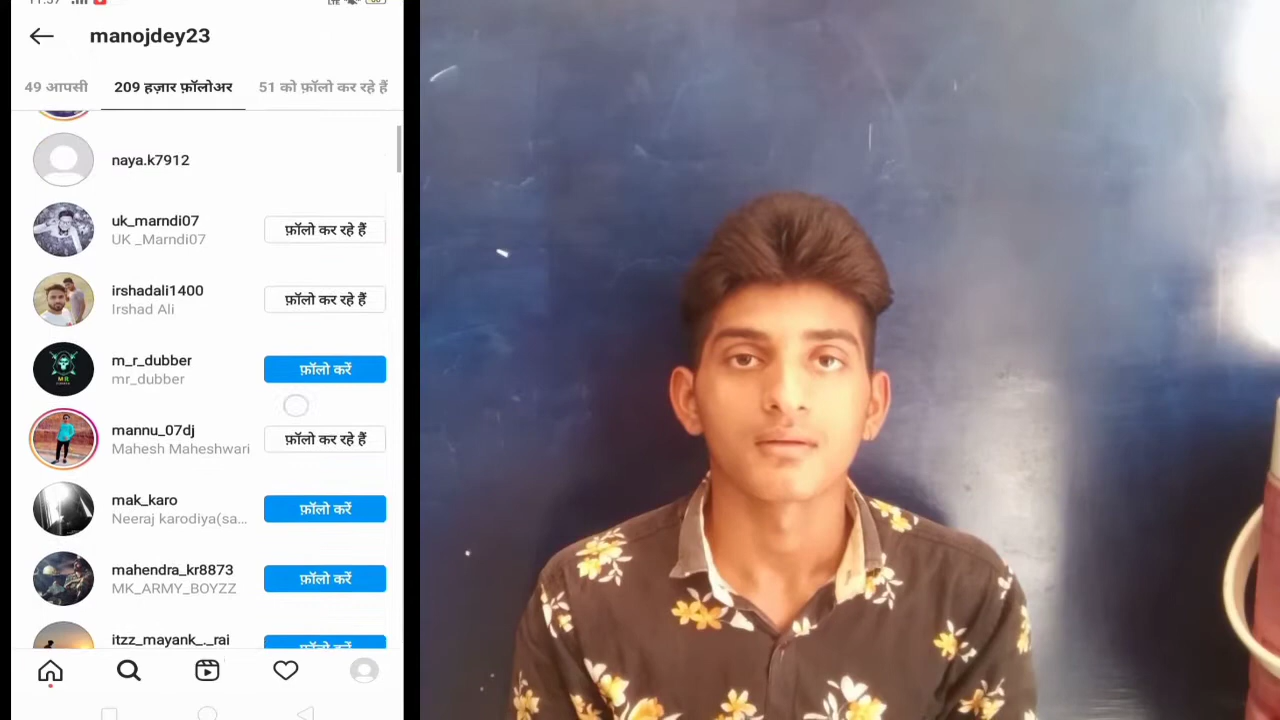 manojdey23
49 आपसी 209 हज़ार फ़ॉलोअर 51 को फ़ॉलो कर रहे हैं
naya.k7912
uk_marndi07
UK _Marndi07
फ़ॉलो कर रहे हैं
irshadali1400
Irshad Ali
फ़ॉलो कर रहे हैं
m_r_dubber
mr_dubber
फ़ॉलो करें
mannu_07dj
Mahesh Maheshwari
फ़ॉलो कर रहे हैं
mak_karo
Neeraj karodiya(sa...
फ़ॉलो करें
mahendra_kr8873
MK_ARMY_BOYZZ
फ़ॉलो करें
itzz_mayank_._rai
फ़ॉलो करें